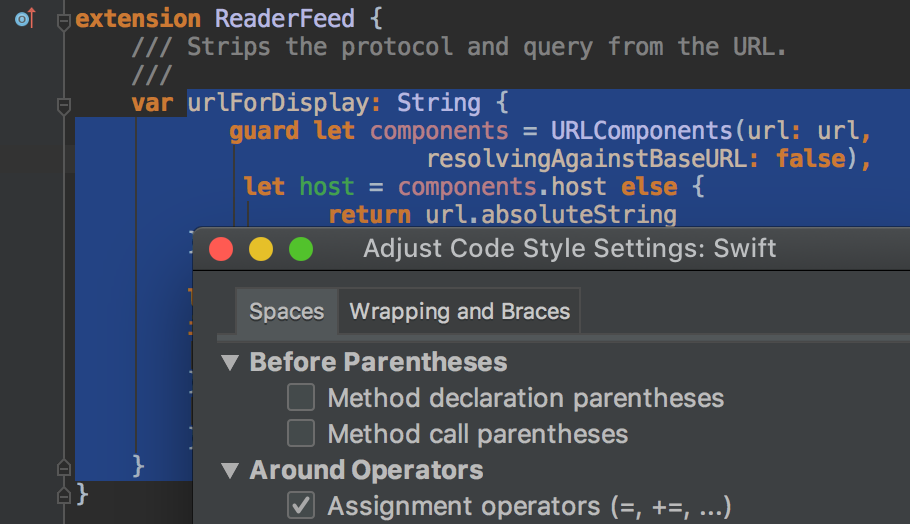 extension ReaderFeed {
/// Strips the protocol and query from the URL.
///
var urlForDisplay: String {
guard let components = URLComponents(url: url,
resolvingAgainstBaseURL: false),
let host = components.host else {
return url.absoluteString
Adjust Code Style Settings: Swift
Spaces Wrapping and Braces
Before Parentheses
Method declaration parentheses
Method call parentheses
Around Operators
Assignment operators (=, +=, ...)
}
}